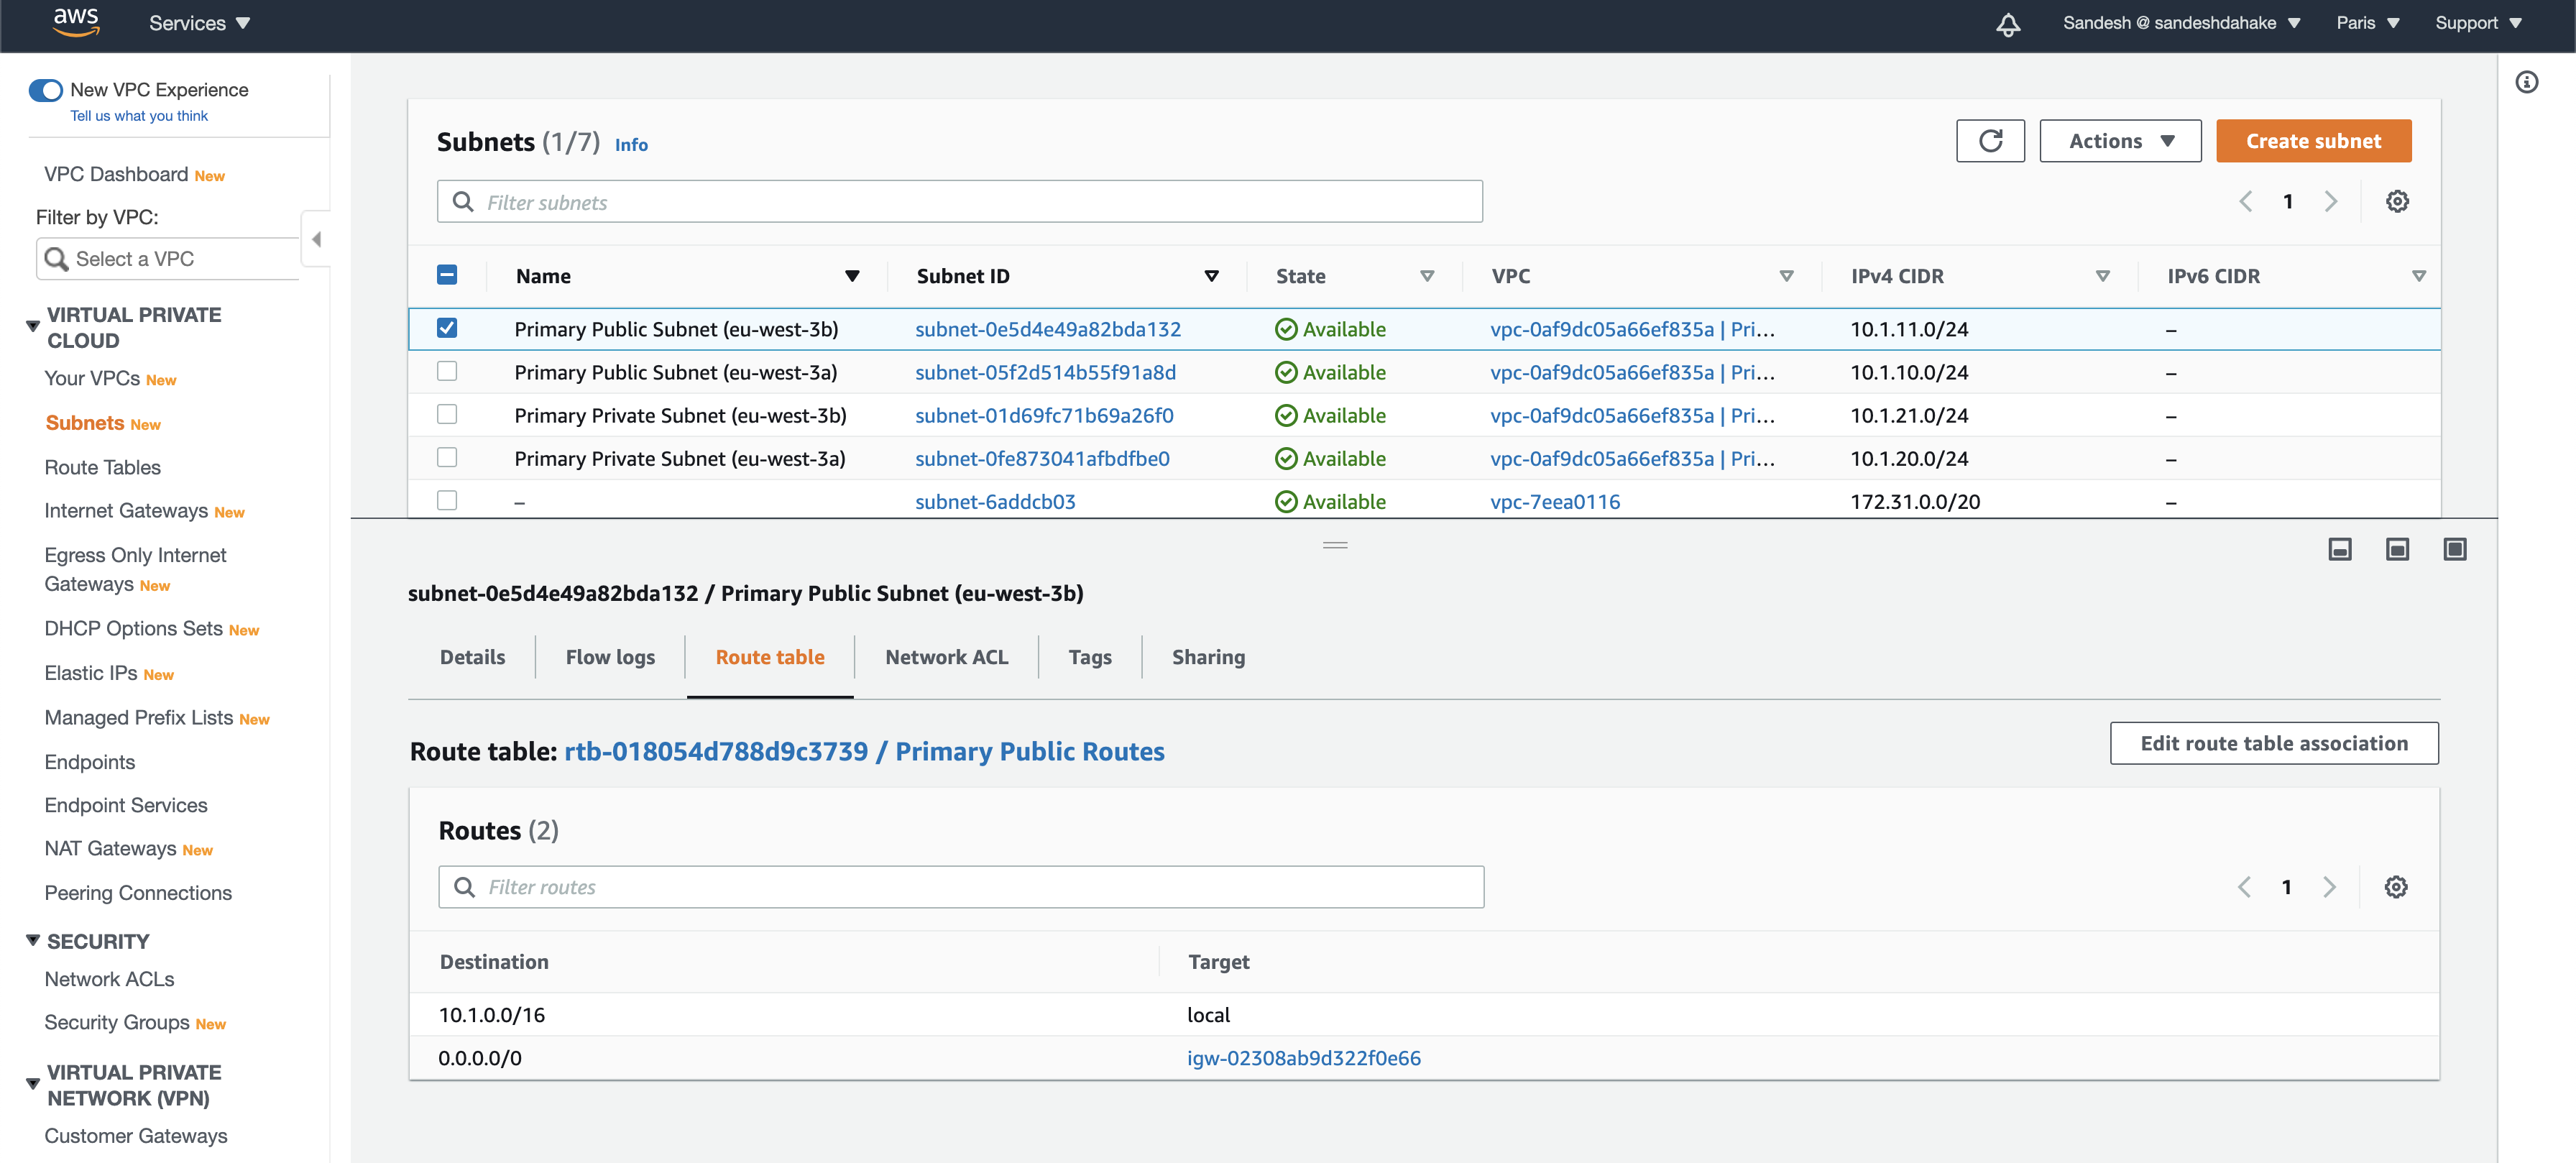 aws
Services
Sandesh @ sandeshdahake
Paris
Support
New VPC Experience
Tell us what you think
VPC Dashboard New
Filter by VPC:
Select a VPC
VIRTUAL PRIVATE
CLOUD
Your VPCs New
Subnets New
Route Tables
Internet Gateways New
Egress Only Internet
Gateways New
DHCP Options Sets New
Elastic IPs New
Managed Prefix Lists New
Endpoints
Endpoint Services
NAT Gateways New
Peering Connections
SECURITY
Network ACLs
Security Groups New
VIRTUAL PRIVATE
NETWORK (VPN)
Customer Gateways
Subnets (1/7) Info
Actions
Create subnet
Filter subnets
1
Name Subnet ID State VPC IPv4 CIDR IPv6 CIDR
Primary Public Subnet (eu-west-3b) subnet-0e5d4e49a82bda132 Available vpc-0af9dc05a66ef835a | Pri... 10.1.11.0/24 –
Primary Public Subnet (eu-west-3a) subnet-05f2d514b55f91a8d Available vpc-0af9dc05a66ef835a | Pri... 10.1.10.0/24 –
Primary Private Subnet (eu-west-3b) subnet-01d69fc71b69a26f0 Available vpc-0af9dc05a66ef835a | Pri... 10.1.21.0/24 –
Primary Private Subnet (eu-west-3a) subnet-0fe873041afbdfbe0 Available vpc-0af9dc05a66ef835a | Pri... 10.1.20.0/24 –
– subnet-6addcb03 Available vpc-7eea0116 172.31.0.0/20 –
subnet-0e5d4e49a82bda132 / Primary Public Subnet (eu-west-3b)
Details Flow logs Route table Network ACL Tags Sharing
Route table: rtb-018054d788d9c3739 / Primary Public Routes
Edit route table association
Routes (2)
Filter routes
1
Destination Target
10.1.0.0/16 local
0.0.0.0/0 igw-02308ab9d322f0e66